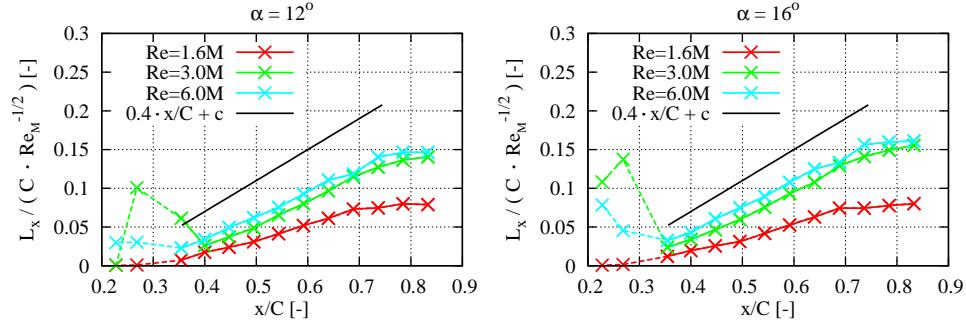 α = 12°
L_x / ( C · Re_M^-1/2 ) [-]
0.3
0.25
0.2
0.15
0.1
0.05
0
Re=1.6M
Re=3.0M
Re=6.0M
0.4 · x/C + c
0.2 0.3 0.4 0.5 0.6 0.7 0.8 0.9
x/C [-]
α = 16°
L_x / ( C · Re_M^-1/2 ) [-]
0.3
0.25
0.2
0.15
0.1
0.05
0
Re=1.6M
Re=3.0M
Re=6.0M
0.4 · x/C + c
0.2 0.3 0.4 0.5 0.6 0.7 0.8 0.9
x/C [-]